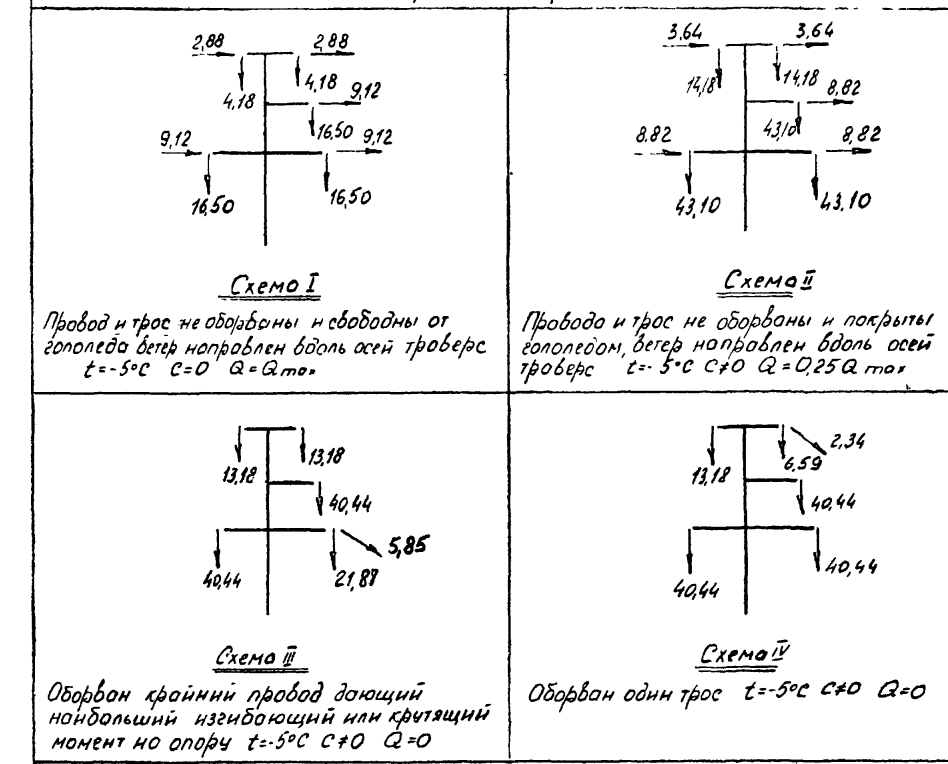 2,88 2,88
4,18 4,18
9,12
16,50
9,12 9,12
16,50 16,50
Схема I
Провод и трос не оборваны и свободны от
гололеда ветер направлен вдоль осей траверс
t=-5°C C=0 Q=Q max
3,64 3,64
14,18 14,18
8,82
43,10
8,82 8,82
43,10 43,10
Схема II
Провода и трос не оборваны и покрыты
гололедом, ветер направлен вдоль осей
траверс t=-5°C C≠0 Q=0,25Q max
13,18 13,18
40,44
5,85
40,44 21,87
Схема III
Оборван крайний провод дающий
наибольший изгибающий или крутящий
момент на опору t=-5°C C≠0 Q=0
2,34
13,18 6,59
40,44
40,44 40,44
Схема IV
Оборван один трос t=-5°C C≠0 Q=0